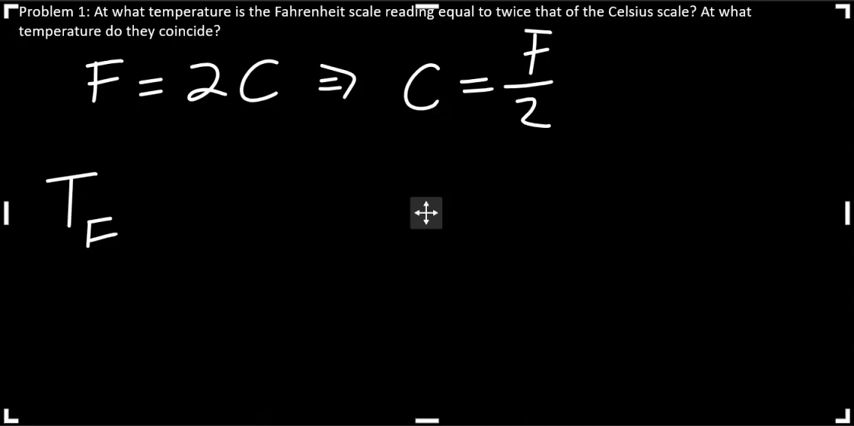 Problem 1: At what temperature is the Fahrenheit scale reading equal to twice that of the Celsius scale? At what
temperature do they coincide?
F = 2C ⇒ C = F/2
T_F